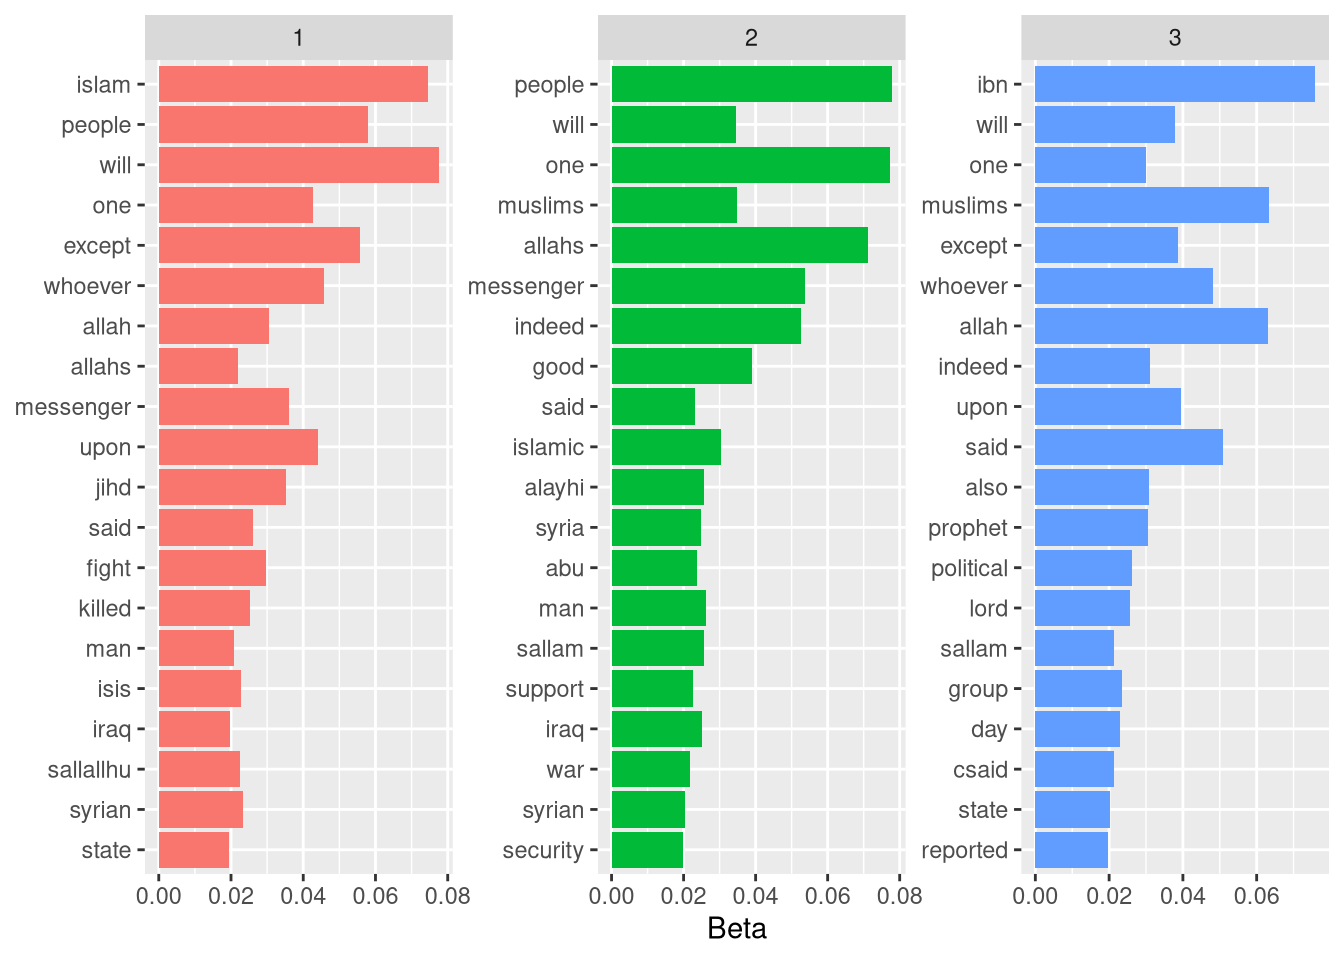 1
islam
people
will
one
except
whoever
allah
allahs
messenger
upon
jihd
said
fight
killed
man
isis
iraq
sallallhu
syrian
state
0.00 0.02 0.04 0.06 0.08
2
people
will
one
muslims
allahs
messenger
indeed
good
said
islamic
alayhi
syria
abu
man
sallam
support
iraq
war
syrian
security
0.00 0.02 0.04 0.06 0.08
3
ibn
will
one
muslims
except
whoever
allah
indeed
upon
said
also
prophet
political
lord
sallam
group
day
csaid
state
reported
0.00 0.02 0.04 0.06
Beta